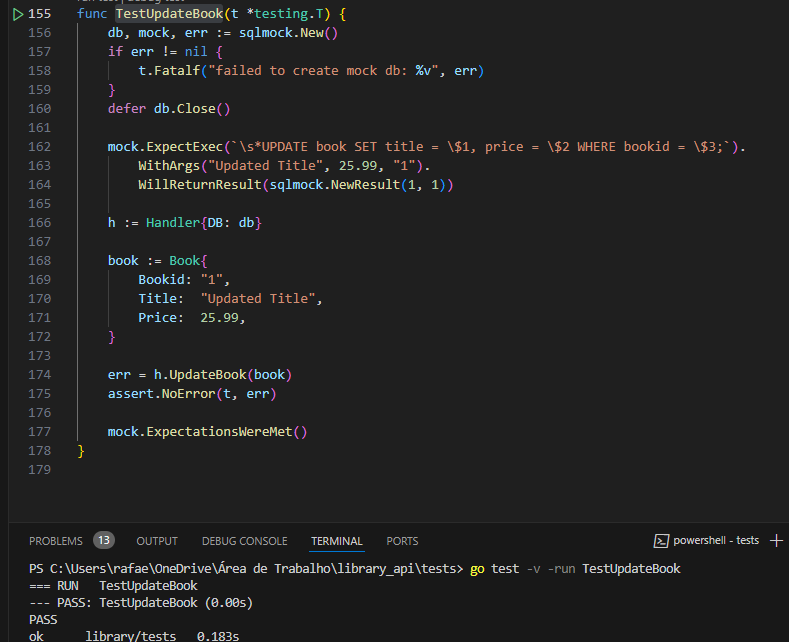 155 func TestUpdateBook(t *testing.T) {
156     db, mock, err := sqlmock.New()
157     if err != nil {
158         t.Fatalf("failed to create mock db: %v", err)
159     }
160     defer db.Close()
161
162     mock.ExpectExec(`\s*UPDATE book SET title = \$1, price = \$2 WHERE bookid = \$3;`).
163         WithArgs("Updated Title", 25.99, "1").
164         WillReturnResult(sqlmock.NewResult(1, 1))
165
166     h := Handler{DB: db}
167
168     book := Book{
169         Bookid: "1",
170         Title:  "Updated Title",
171         Price:  25.99,
172     }
173
174     err = h.UpdateBook(book)
175     assert.NoError(t, err)
176
177     mock.ExpectationsWereMet()
178 }
179
PROBLEMS 13 OUTPUT DEBUG CONSOLE TERMINAL PORTS powershell - tests
PS C:\Users\rafae\OneDrive\Área de Trabalho\library_api\tests> go test -v -run TestUpdateBook
=== RUN   TestUpdateBook
--- PASS: TestUpdateBook (0.00s)
PASS
ok      library/tests   0.183s